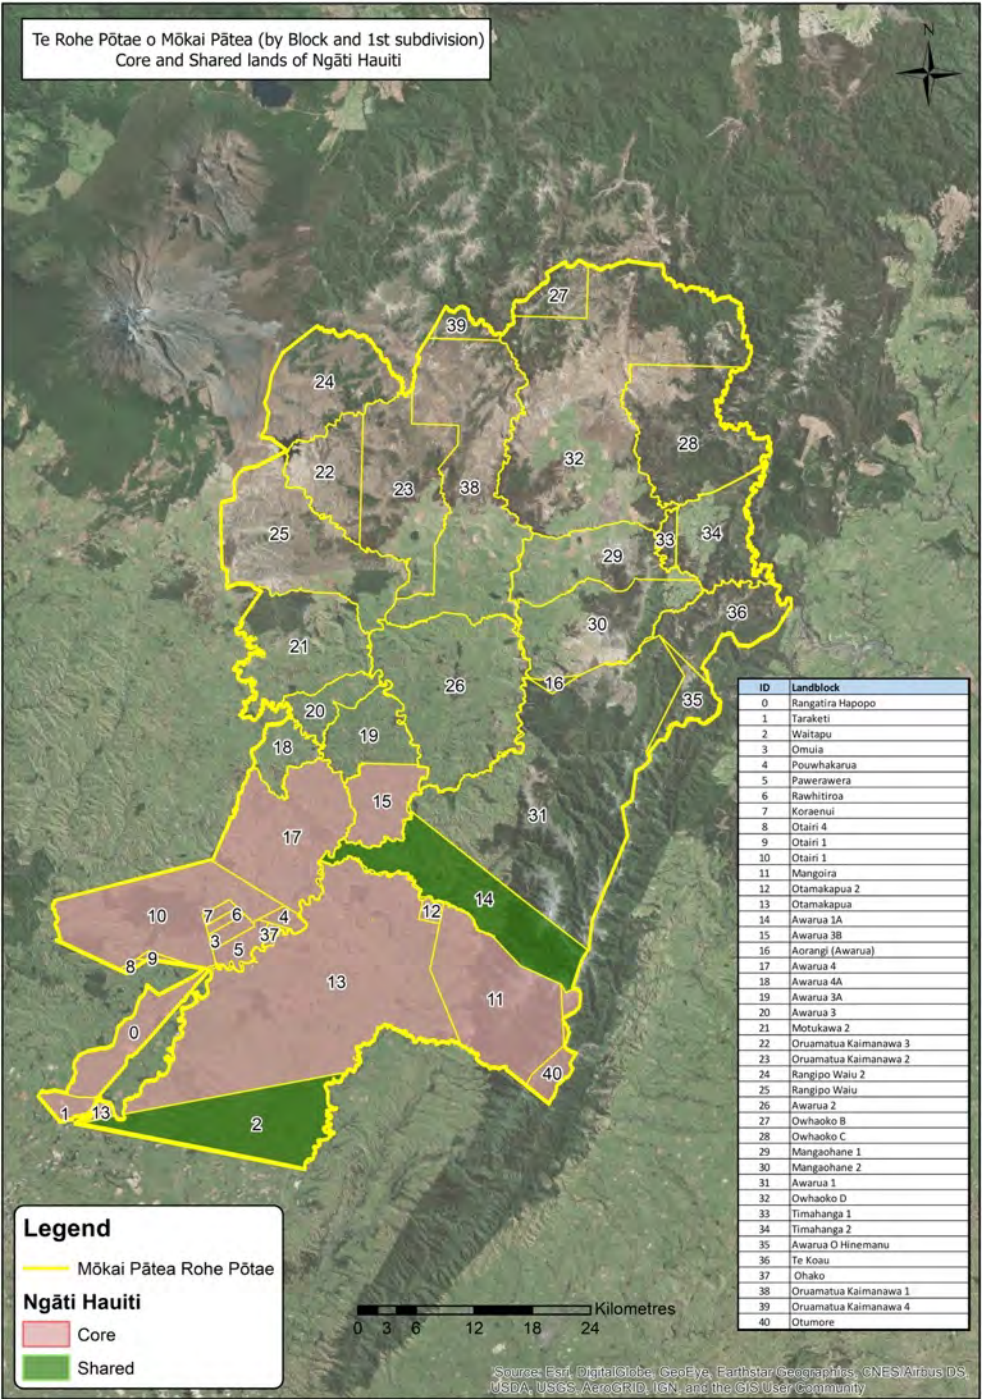 Te Rohe Pōtae o Mōkai Pātea (by Block and 1st subdivision)
Core and Shared lands of Ngāti Hauiti
N
27
39
24
28
32
22
23
38
25
34
33
29
36
30
21
26
16
35
20
19
18
15
31
17
14
10
7
6
4
12
37
3
5
9
8
13
11
0
40
1
13
2
ID Landblock
0 Rangatira Hapopo
1 Taraketi
2 Waitapu
3 Omuia
4 Pouwhakarua
5 Pawerawera
6 Rawhitiroa
7 Koraenui
8 Otairi 4
9 Otairi 1
10 Otairi 1
11 Mangoira
12 Otamakapua 2
13 Otamakapua
14 Awarua 1A
15 Awarua 3B
16 Aorangi (Awarua)
17 Awarua 4
18 Awarua 4A
19 Awarua 3A
20 Awarua 3
21 Motukawa 2
22 Oruamatua Kaimanawa 3
23 Oruamatua Kaimanawa 2
24 Rangipo Waiu 2
25 Rangipo Waiu
26 Awarua 2
27 Owhaoko B
28 Owhaoko C
29 Mangaohane 1
30 Mangaohane 2
31 Awarua 1
32 Owhaoko D
33 Timahanga 1
34 Timahanga 2
35 Awarua O Hinemanu
36 Te Koau
37 Ohako
38 Oruamatua Kaimanawa 1
39 Oruamatua Kaimanawa 4
40 Otumore
Legend
Mōkai Pātea Rohe Pōtae
Ngāti Hauiti
Core
Shared
Kilometres
0 3 6 12 18 24
Source: Esri, DigitalGlobe, GeoEye, Earthstar Geographics, CNES/Airbus DS,
USDA, USGS, AeroGRID, IGN, and the GIS User Community